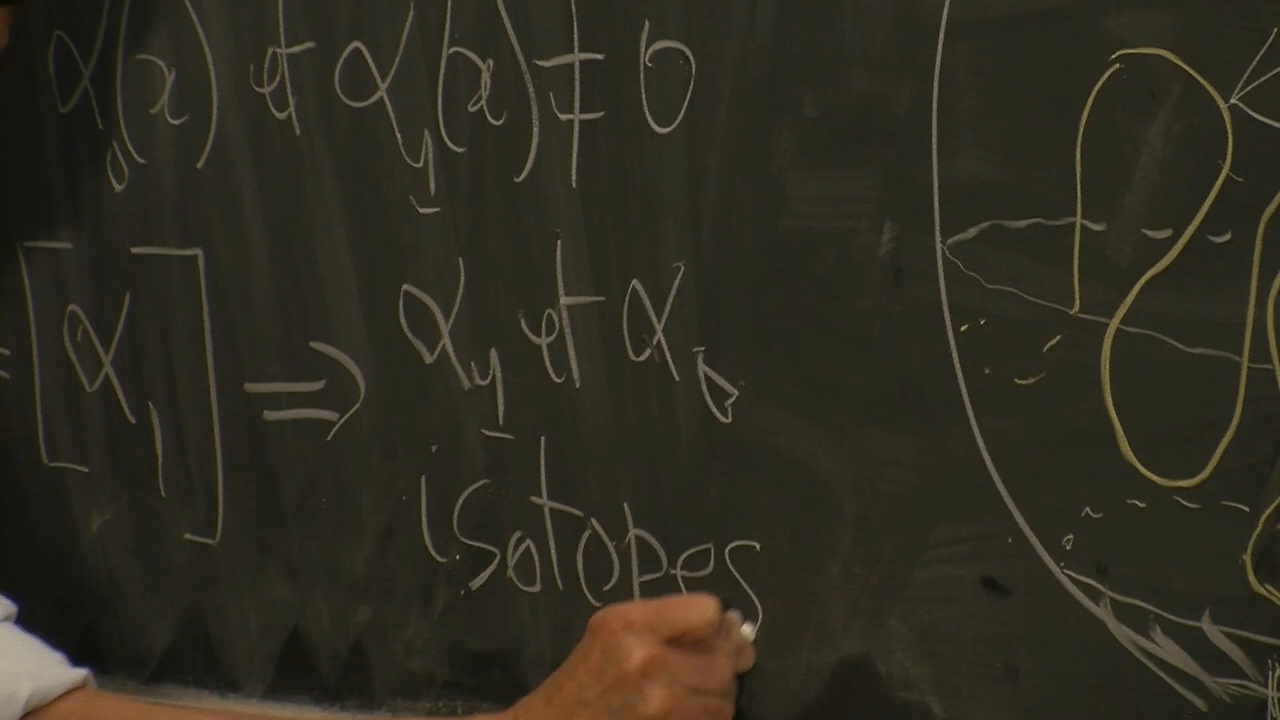 α₀(x) et α₁(x) ≠ 0
= [α₁] ⇒ α₁ et α₀
isotopes